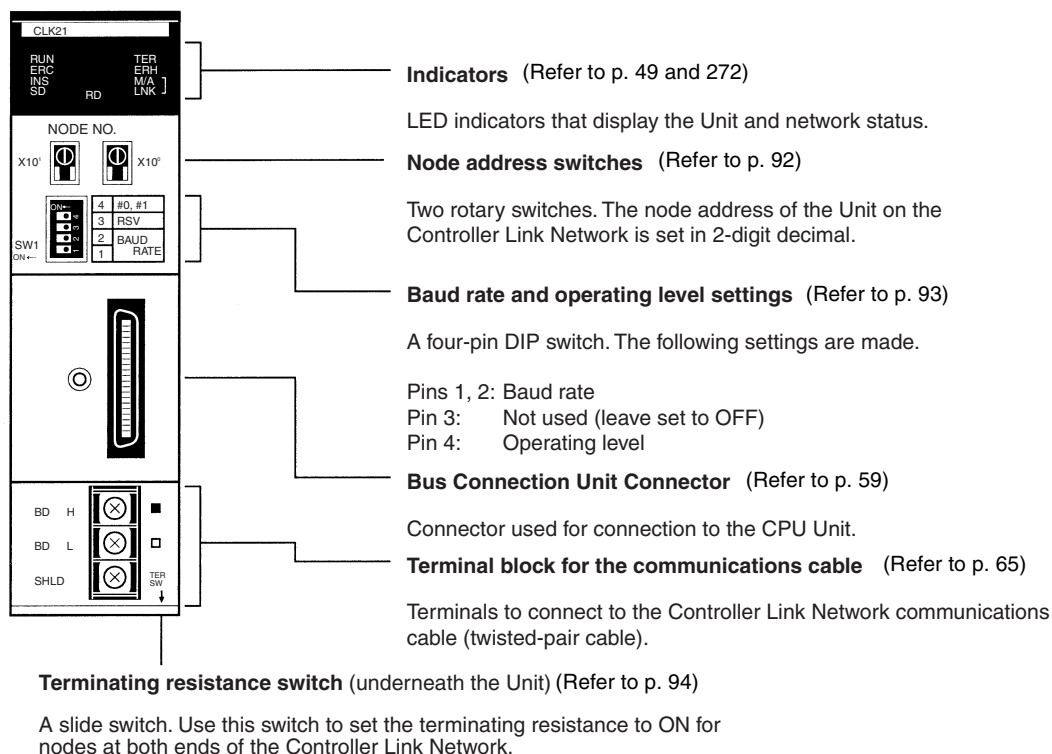 CLK21
RUN TER
ERC ERH
INS M/A
SD RD LNK
Indicators (Refer to p. 49 and 272)
LED indicators that display the Unit and network status.
NODE NO.
X10¹ X10⁰
Node address switches (Refer to p. 92)
Two rotary switches. The node address of the Unit on the
Controller Link Network is set in 2-digit decimal.
ON←
4 4 #0, #1
3 3 RSV
2 2 BAUD
1 1 RATE
SW1
ON ←
Baud rate and operating level settings (Refer to p. 93)
A four-pin DIP switch. The following settings are made.
Pins 1, 2: Baud rate
Pin 3: Not used (leave set to OFF)
Pin 4: Operating level
Bus Connection Unit Connector (Refer to p. 59)
Connector used for connection to the CPU Unit.
BD H
BD L
SHLD
TER
SW
Terminal block for the communications cable (Refer to p. 65)
Terminals to connect to the Controller Link Network communications
cable (twisted-pair cable).
Terminating resistance switch (underneath the Unit) (Refer to p. 94)
A slide switch. Use this switch to set the terminating resistance to ON for
nodes at both ends of the Controller Link Network.